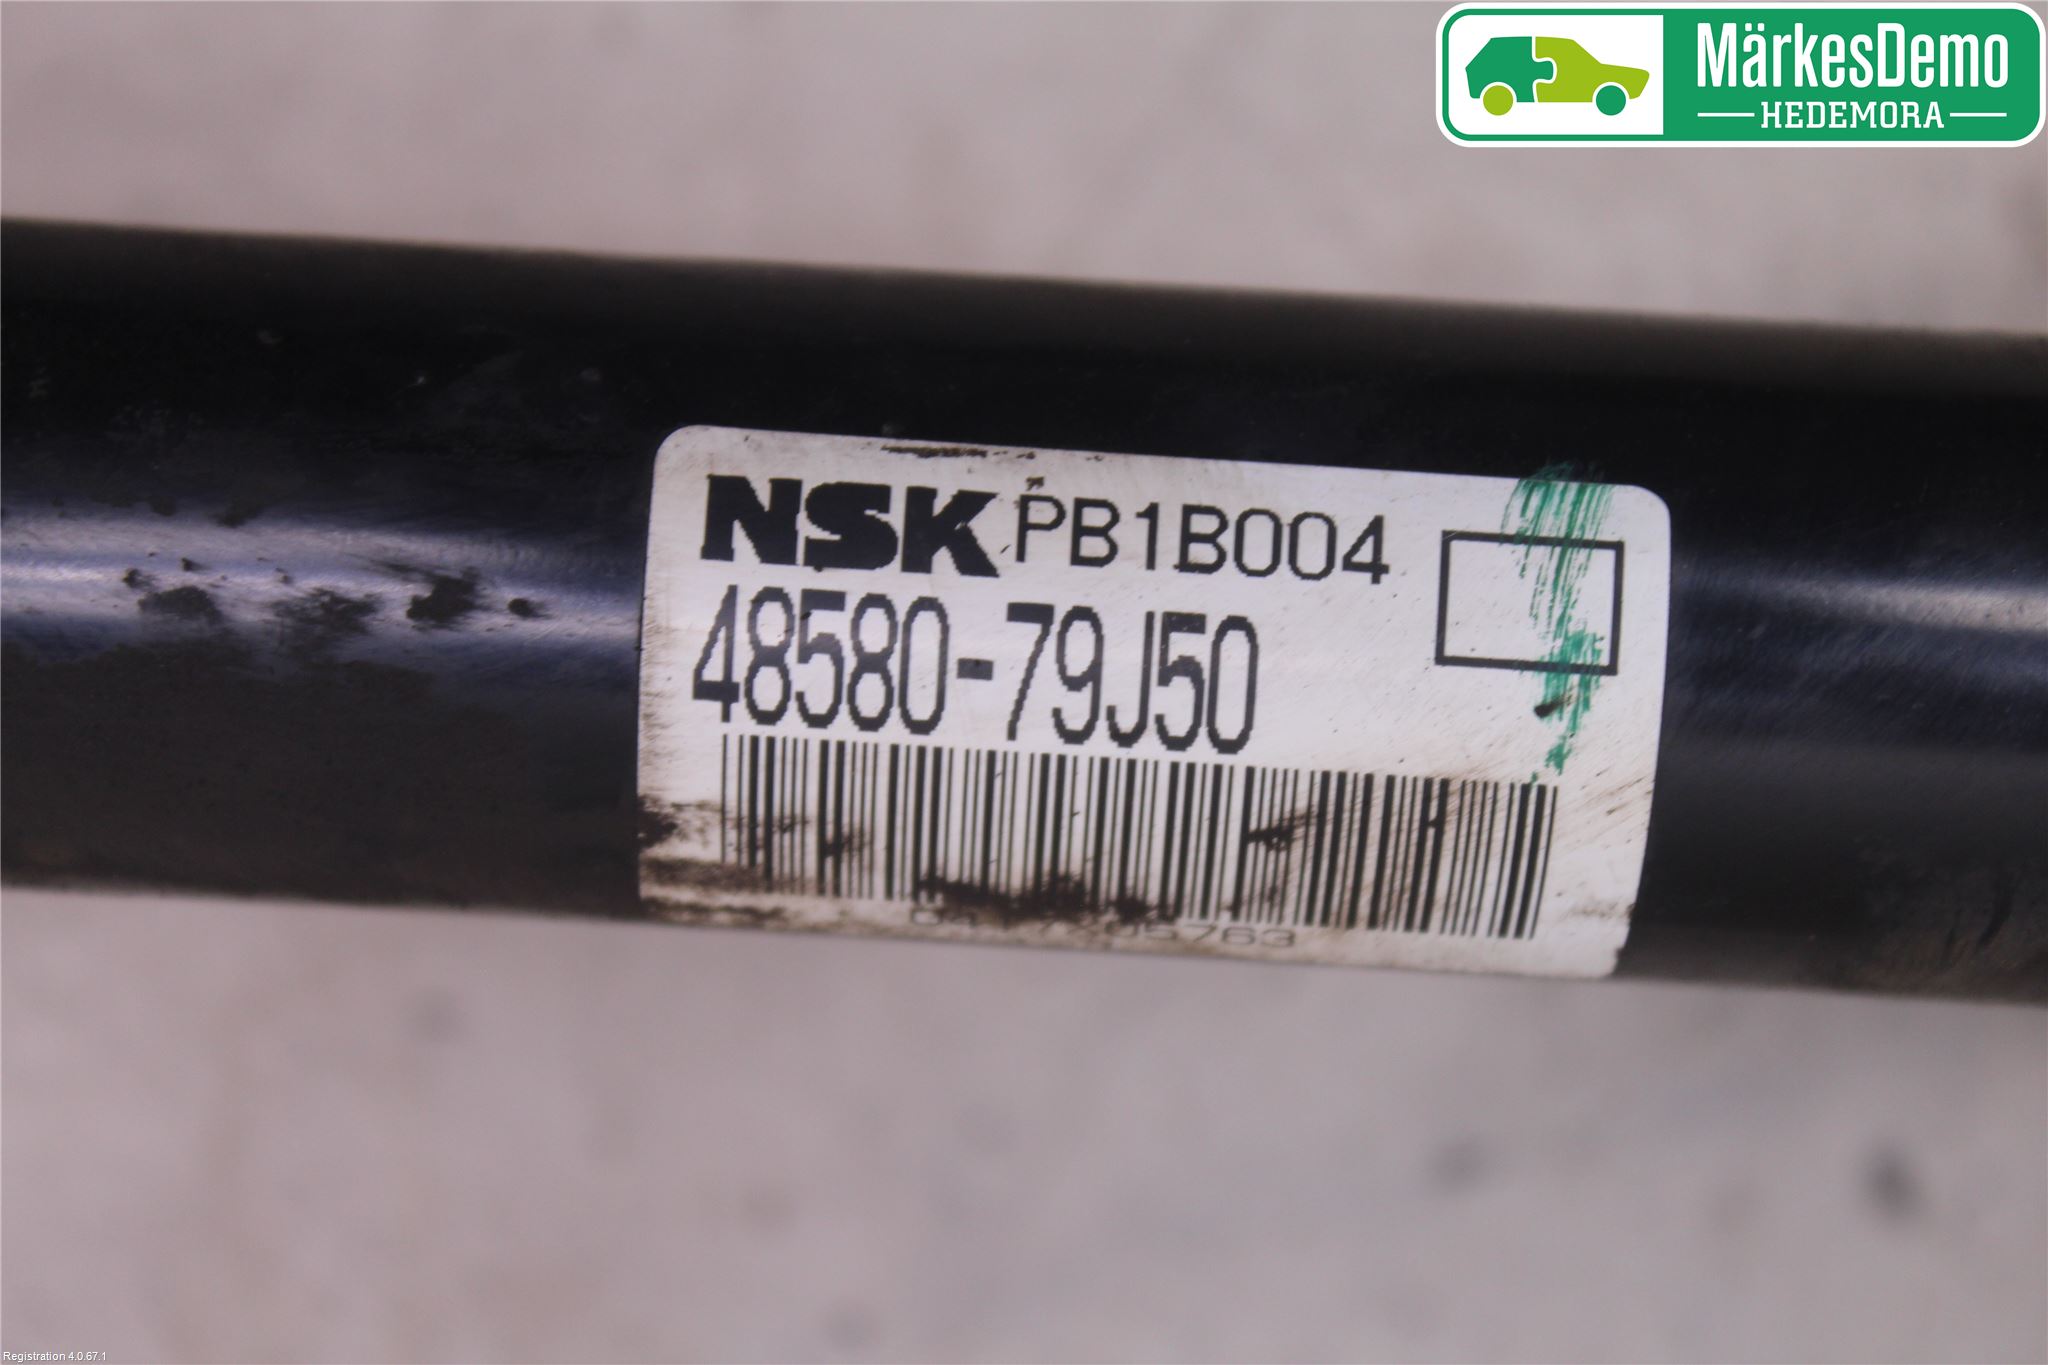 MärkesDemo
HEDEMORA
NSK PB1B004
48580-79J50
Registration 4.0.67.1